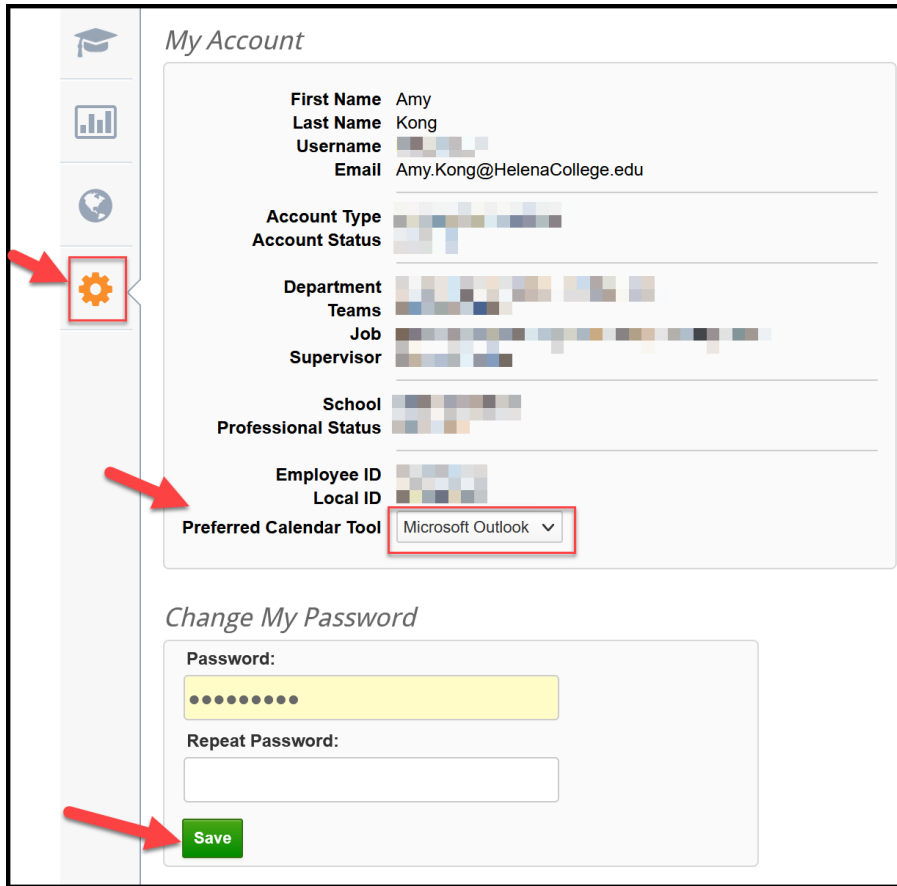 My Account
First Name Amy
Last Name Kong
Username
Email Amy.Kong@HelenaCollege.edu
Account Type
Account Status
Department
Teams
Job
Supervisor
School
Professional Status
Employee ID
Local ID
Preferred Calendar Tool Microsoft Outlook
Change My Password
Password:
Repeat Password:
Save